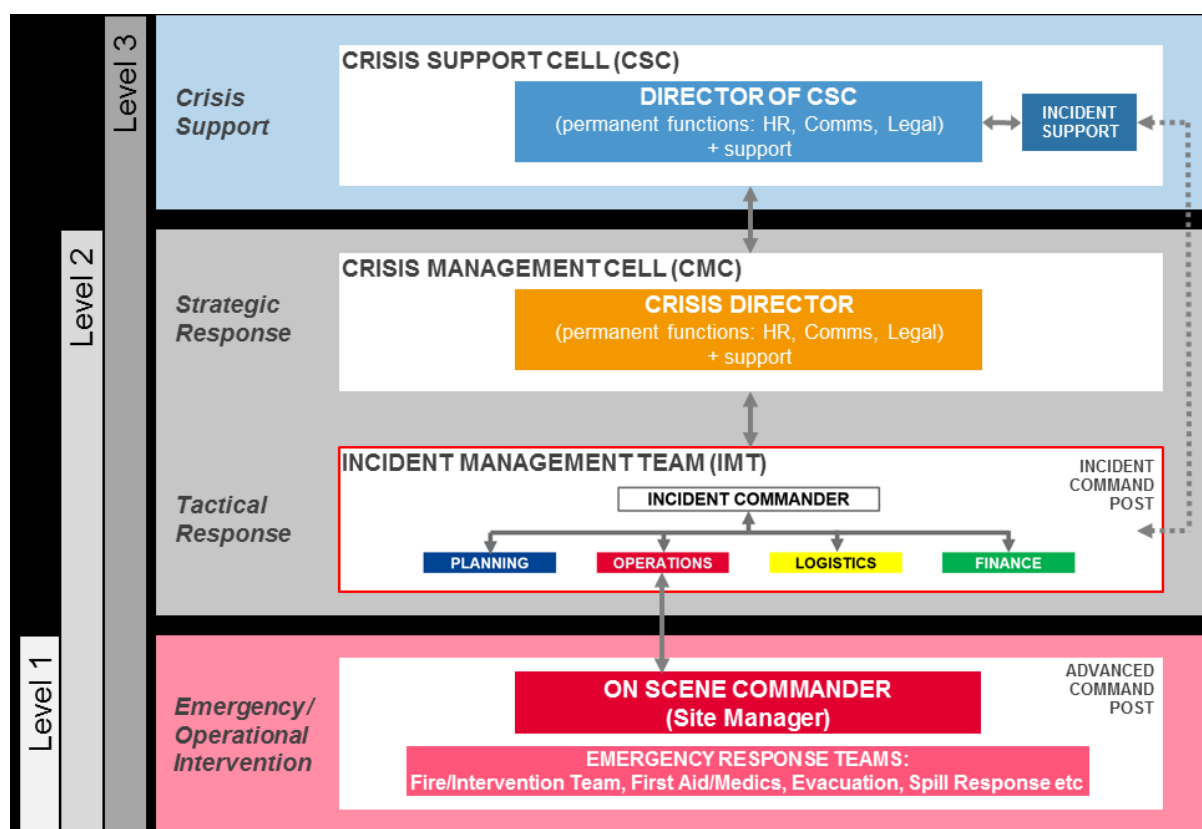 Level 3
Level 2
Level 1
Crisis
Support
CRISIS SUPPORT CELL (CSC)
DIRECTOR OF CSC
(permanent functions: HR, Comms, Legal)
+ support
INCIDENT
SUPPORT
Strategic
Response
CRISIS MANAGEMENT CELL (CMC)
CRISIS DIRECTOR
(permanent functions: HR, Comms, Legal)
+ support
Tactical
Response
INCIDENT MANAGEMENT TEAM (IMT)
INCIDENT
COMMAND
POST
INCIDENT COMMANDER
PLANNING
OPERATIONS
LOGISTICS
FINANCE
Emergency/
Operational
Intervention
ON SCENE COMMANDER
(Site Manager)
ADVANCED
COMMAND
POST
EMERGENCY RESPONSE TEAMS:
Fire/Intervention Team, First Aid/Medics, Evacuation, Spill Response etc